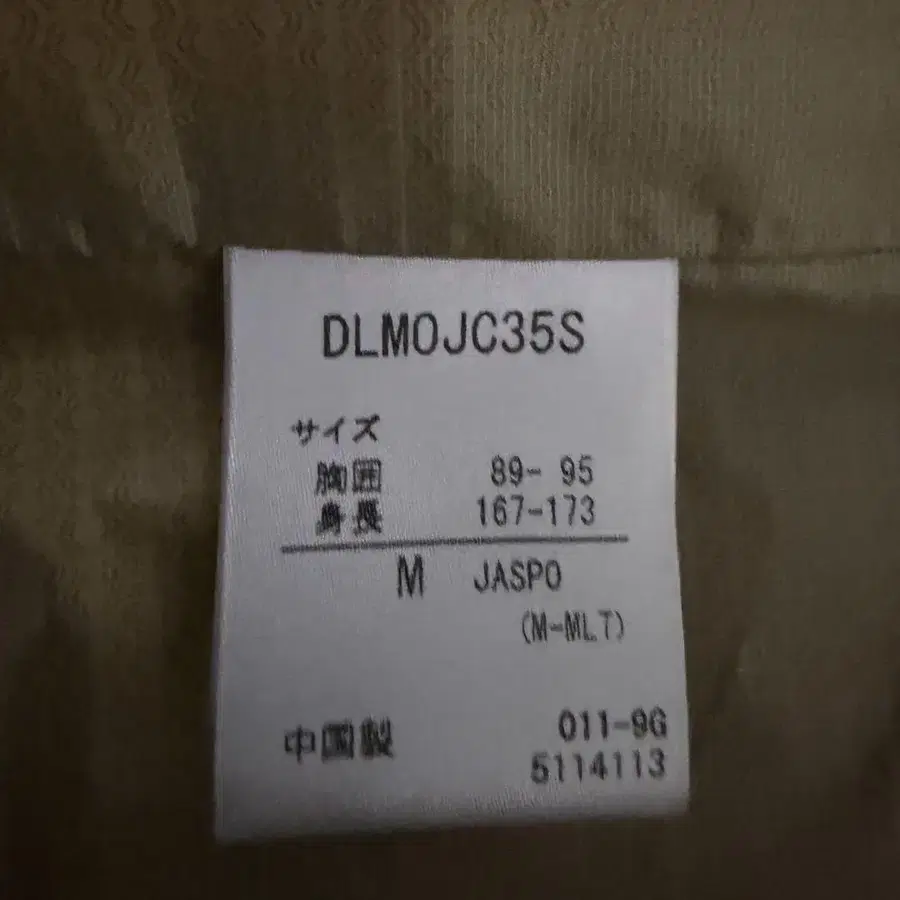 DLMOJC35S
サイズ
胸囲 89- 95
身長 167-173
M JASPO
(M-ML7)
中国製 011-9G
5114113